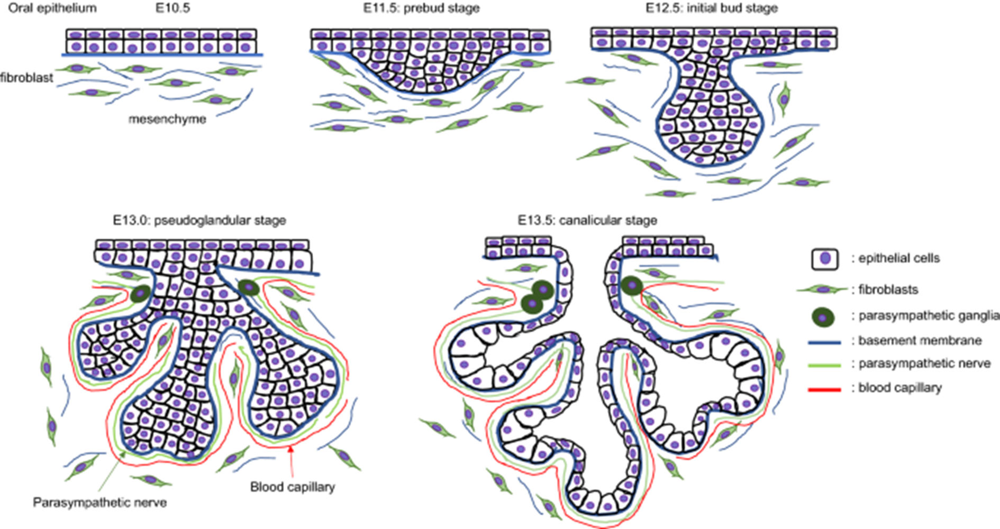 Oral epithelium
E10.5
E11.5: prebud stage
E12.5: initial bud stage
fibroblast
mesenchyme
E13.0: pseudoglandular stage
E13.5: canalicular stage
: epithelial cells
: fibroblasts
: parasympathetic ganglia
: basement membrane
: parasympathetic nerve
: blood capillary
Blood capillary
Parasympathetic nerve